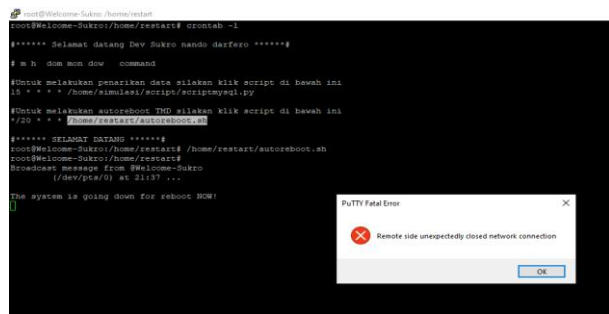 root@Welcome-Sukro: /home/restart
root@Welcome-Sukro:/home/restart# crontab -l
#****** Selamat datang Dev Sukro nando darfero ******#
# m h  dom mon dow   command
#Untuk melakukan penarikan data silakan klik script di bawah ini
15 * * * * /home/simulasi/script/scriptmysql.py
#Untuk melakukan autoreboot TMD silakan klik script di bawah ini
*/20 * * * /home/restart/autoreboot.sh
#****** SELAMAT DATANG ******#
root@Welcome-Sukro:/home/restart# /home/restart/autoreboot.sh
root@Welcome-Sukro:/home/restart#
Broadcast message from @Welcome-Sukro
(/dev/pts/0) at 21:37 ...
The system is going down for reboot NOW!
PuTTY Fatal Error
Remote side unexpectedly closed network connection
OK